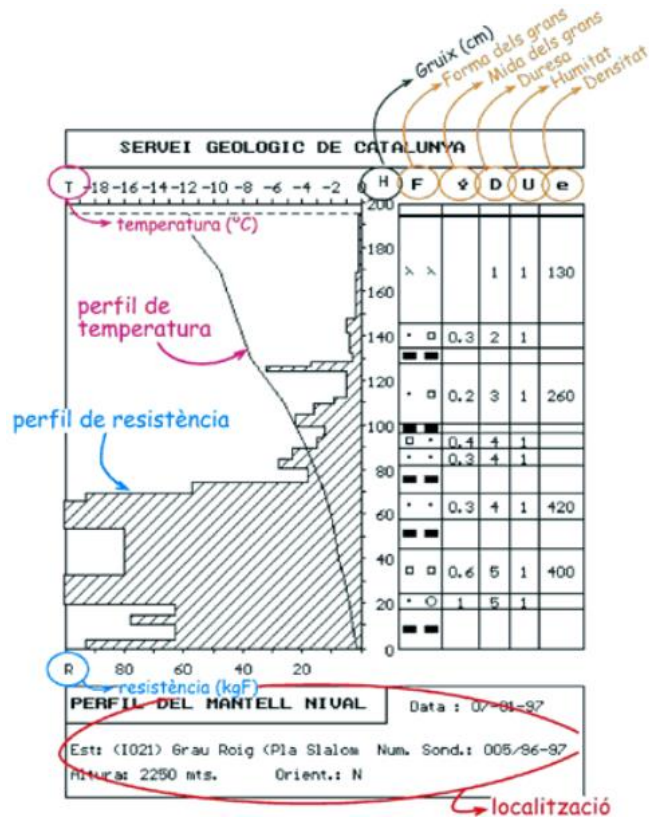 Gruix (cm)
Forma dels grans
Mida dels grans
Duresa
Humitat
Densitat
SERVEI GEOLOGIC DE CATALUNYA
T -18 -16 -14 -12 -10 -8 -6 -4 -2 0 H F D U e
temperatura (ºC)
200
180
1 1 130
160
perfil de
temperatura
140
0.3 2 1
120
0.2 3 1 260
perfil de resistència
100
0.4 4 1
0.3 4 1
80
0.3 4 1 420
60
40
0.6 5 1 400
20
1 5 1
0
R 80 60 40 20
resistència (kgF)
PERFIL DEL MANTELL NIVAL
Data : 07-01-97
Est: (I021) Grau Roig (Pla Slalom Num. Sond.: 005/96-97
Altura: 2250 mts. Orient.: N
localització